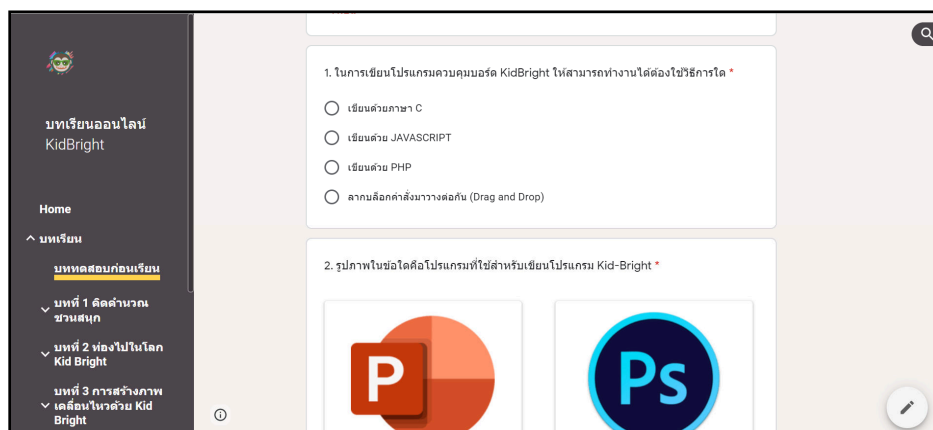 บทเรียนออนไลน์
KidBright
Home
บทเรียน
บททดสอบก่อนเรียน
บทที่ 1 คิดคำนวณ
ชวนสนุก
บทที่ 2 ท่องไปในโลก
Kid Bright
บทที่ 3 การสร้างภาพ
เคลื่อนไหวด้วย Kid
Bright
1. ในการเขียนโปรแกรมควบคุมบอร์ด KidBright ให้สามารถทำงานได้ต้องใช้วิธีการใด *
เขียนด้วยภาษา C
เขียนด้วย JAVASCRIPT
เขียนด้วย PHP
ลากบล็อกคำสั่งมาวางต่อกัน (Drag and Drop)
2. รูปภาพในข้อใดคือโปรแกรมที่ใช้สำหรับเขียนโปรแกรม Kid-Bright *
P
Ps